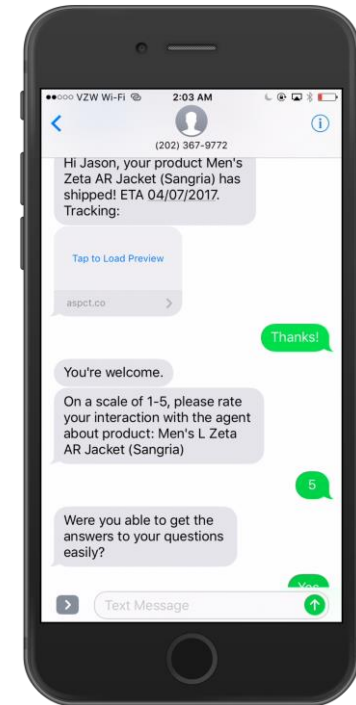 VZW Wi-Fi 2:03 AM
(202) 367-9772
Hi Jason, your product Men's
Zeta AR Jacket (Sangria) has
shipped! ETA 04/07/2017.
Tracking:
Tap to Load Preview
aspct.co
Thanks!
You're welcome.
On a scale of 1-5, please rate
your interaction with the agent
about product: Men's L Zeta
AR Jacket (Sangria)
5
Were you able to get the
answers to your questions
easily?
Yes
Text Message